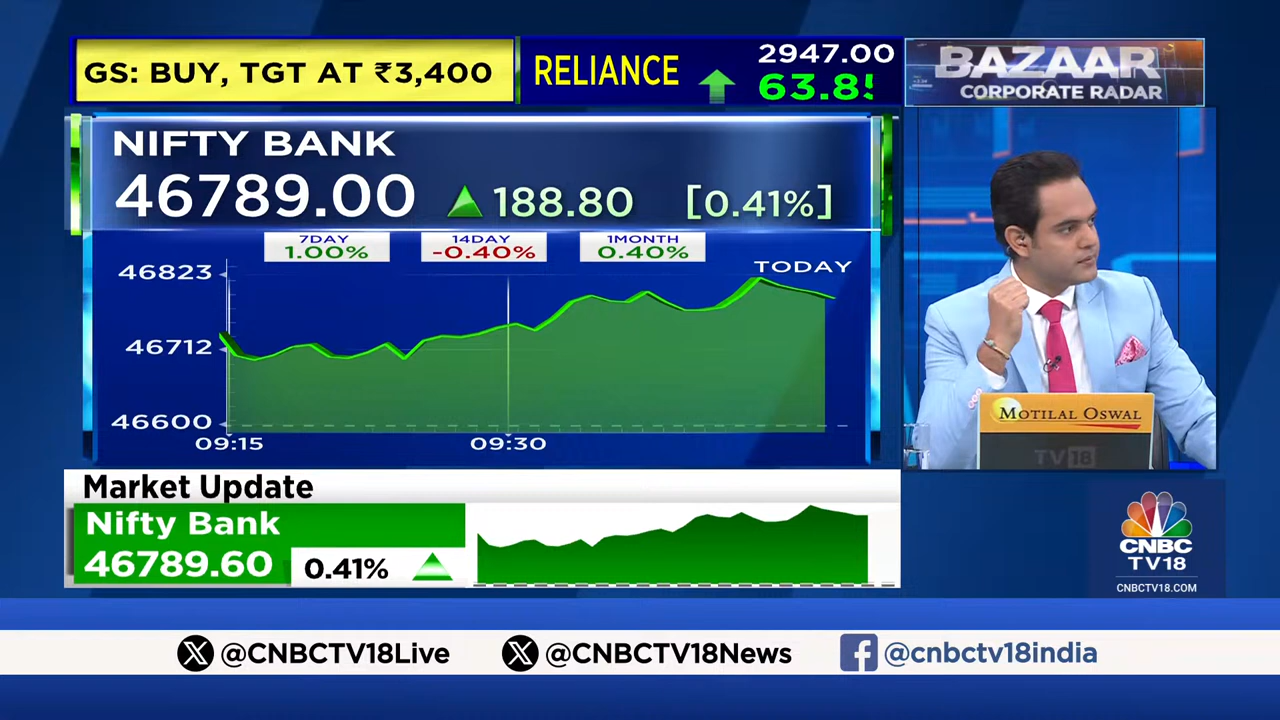 GS: BUY, TGT AT ₹3,400
RELIANCE
2947.00
63.85
BAZAAR
CORPORATE RADAR
NIFTY BANK
46789.00
188.80
[0.41%]
7DAY
1.00%
14DAY
-0.40%
1MONTH
0.40%
TODAY
46823
46712
46600
09:15
09:30
MOTILAL OSWAL
TV18
Market Update
Nifty Bank
46789.60
0.41%
CNBC
TV18
CNBCTV18.COM
@CNBCTV18Live
@CNBCTV18News
@cnbctv18india